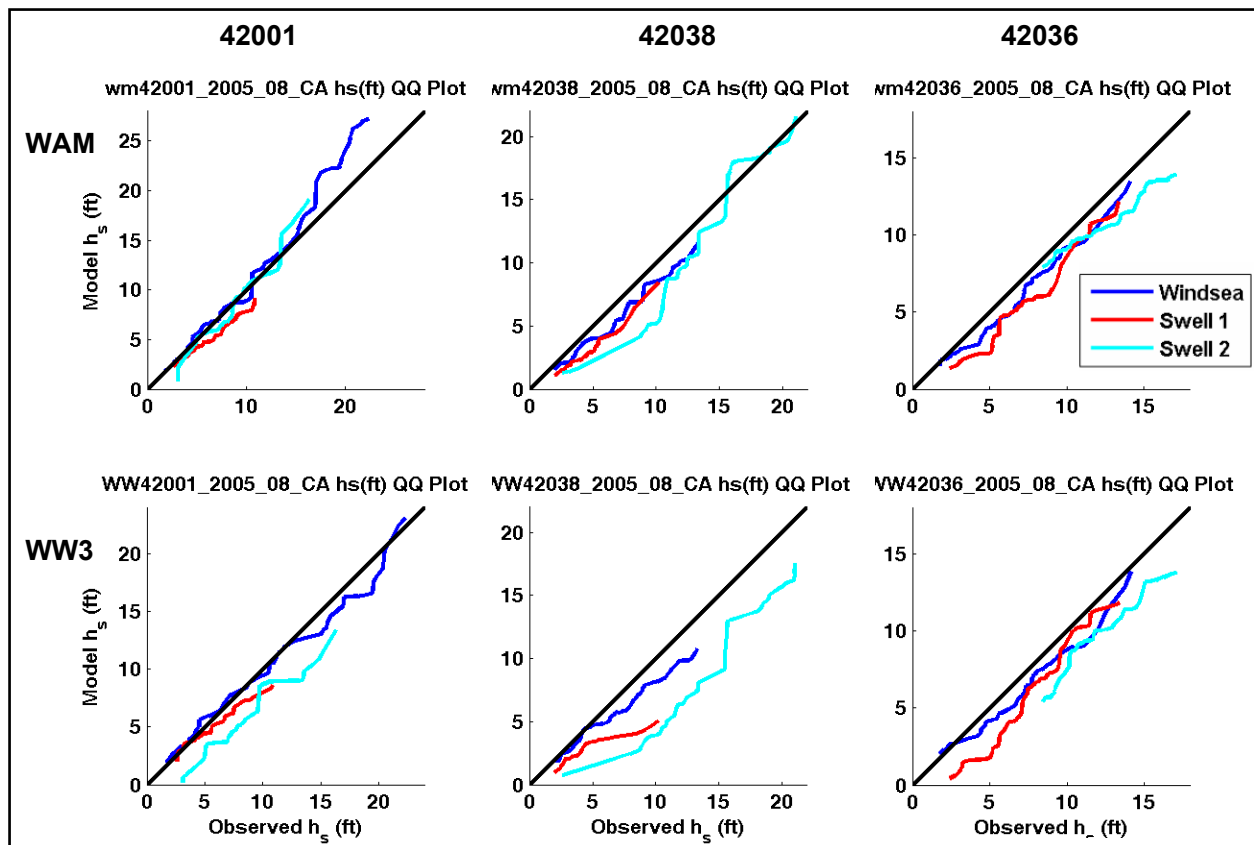 42001 42038 42036
wm42001_2005_08_CA hs(ft) QQ Plot wm42038_2005_08_CA hs(ft) QQ Plot wm42036_2005_08_CA hs(ft) QQ Plot
WAM
Model h_s (ft)
25
20
15
10
5
0
0 10 20
20
15
10
5
0
0 5 10 15 20
15
10
5
0
0 5 10 15
Windsea
Swell 1
Swell 2
WW42001_2005_08_CA hs(ft) QQ Plot WW42038_2005_08_CA hs(ft) QQ Plot WW42036_2005_08_CA hs(ft) QQ Plot
WW3
Model h_s (ft)
20
15
10
5
0
0 5 10 15 20
Observed h_s (ft)
20
15
10
5
0
0 5 10 15 20
Observed h_s (ft)
15
10
5
0
0 5 10 15
Observed h_s (ft)